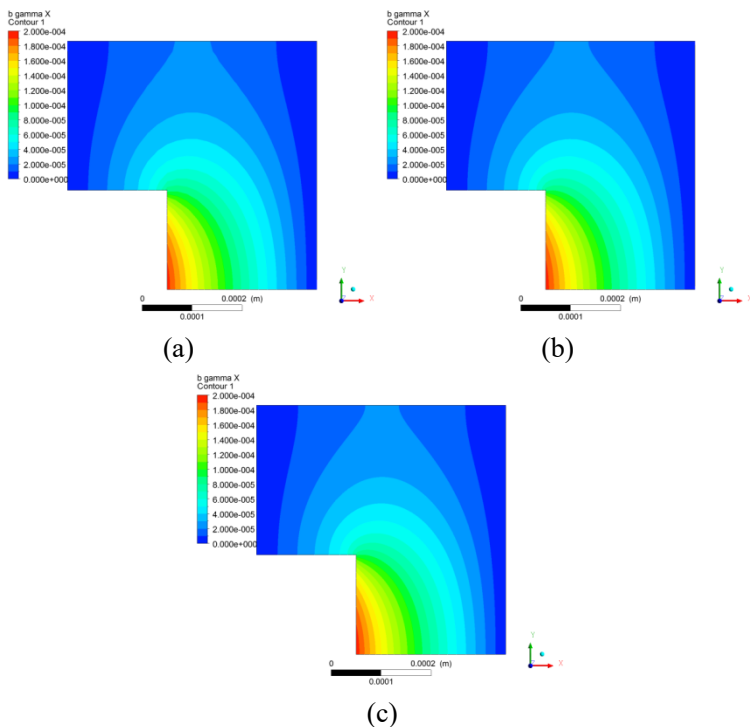 b gamma X
Contour 1
2.000e-004
1.800e-004
1.600e-004
1.400e-004
1.200e-004
1.000e-004
8.000e-005
6.000e-005
4.000e-005
2.000e-005
0.000e+000
0 0.0002 (m)
0.0001
Y
X
Z
(a)
b gamma X
Contour 1
2.000e-004
1.800e-004
1.600e-004
1.400e-004
1.200e-004
1.000e-004
8.000e-005
6.000e-005
4.000e-005
2.000e-005
0.000e+000
0 0.0002 (m)
0.0001
Y
X
Z
(b)
b gamma X
Contour 1
2.000e-004
1.800e-004
1.600e-004
1.400e-004
1.200e-004
1.000e-004
8.000e-005
6.000e-005
4.000e-005
2.000e-005
0.000e+000
0 0.0002 (m)
0.0001
Y
X
Z
(c)